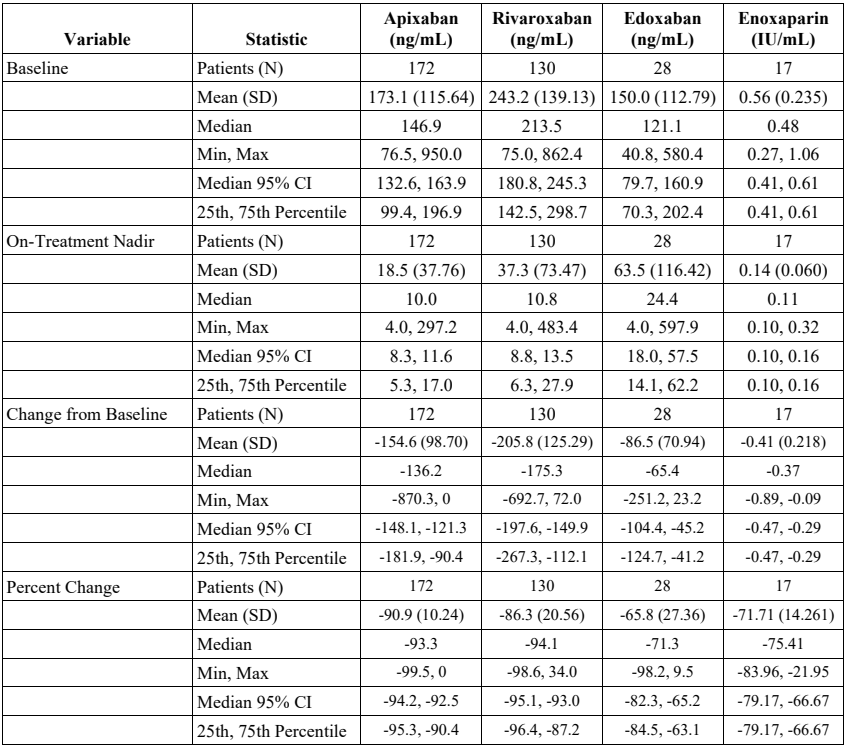 Variable Statistic Apixaban (ng/mL) Rivaroxaban (ng/mL) Edoxaban (ng/mL) Enoxaparin (IU/mL)
Baseline Patients (N) 172 130 28 17
Mean (SD) 173.1 (115.64) 243.2 (139.13) 150.0 (112.79) 0.56 (0.235)
Median 146.9 213.5 121.1 0.48
Min, Max 76.5, 950.0 75.0, 862.4 40.8, 580.4 0.27, 1.06
Median 95% CI 132.6, 163.9 180.8, 245.3 79.7, 160.9 0.41, 0.61
25th, 75th Percentile 99.4, 196.9 142.5, 298.7 70.3, 202.4 0.41, 0.61
On-Treatment Nadir Patients (N) 172 130 28 17
Mean (SD) 18.5 (37.76) 37.3 (73.47) 63.5 (116.42) 0.14 (0.060)
Median 10.0 10.8 24.4 0.11
Min, Max 4.0, 297.2 4.0, 483.4 4.0, 597.9 0.10, 0.32
Median 95% CI 8.3, 11.6 8.8, 13.5 18.0, 57.5 0.10, 0.16
25th, 75th Percentile 5.3, 17.0 6.3, 27.9 14.1, 62.2 0.10, 0.16
Change from Baseline Patients (N) 172 130 28 17
Mean (SD) -154.6 (98.70) -205.8 (125.29) -86.5 (70.94) -0.41 (0.218)
Median -136.2 -175.3 -65.4 -0.37
Min, Max -870.3, 0 -692.7, 72.0 -251.2, 23.2 -0.89, -0.09
Median 95% CI -148.1, -121.3 -197.6, -149.9 -104.4, -45.2 -0.47, -0.29
25th, 75th Percentile -181.9, -90.4 -267.3, -112.1 -124.7, -41.2 -0.47, -0.29
Percent Change Patients (N) 172 130 28 17
Mean (SD) -90.9 (10.24) -86.3 (20.56) -65.8 (27.36) -71.71 (14.261)
Median -93.3 -94.1 -71.3 -75.41
Min, Max -99.5, 0 -98.6, 34.0 -98.2, 9.5 -83.96, -21.95
Median 95% CI -94.2, -92.5 -95.1, -93.0 -82.3, -65.2 -79.17, -66.67
25th, 75th Percentile -95.3, -90.4 -96.4, -87.2 -84.5, -63.1 -79.17, -66.67